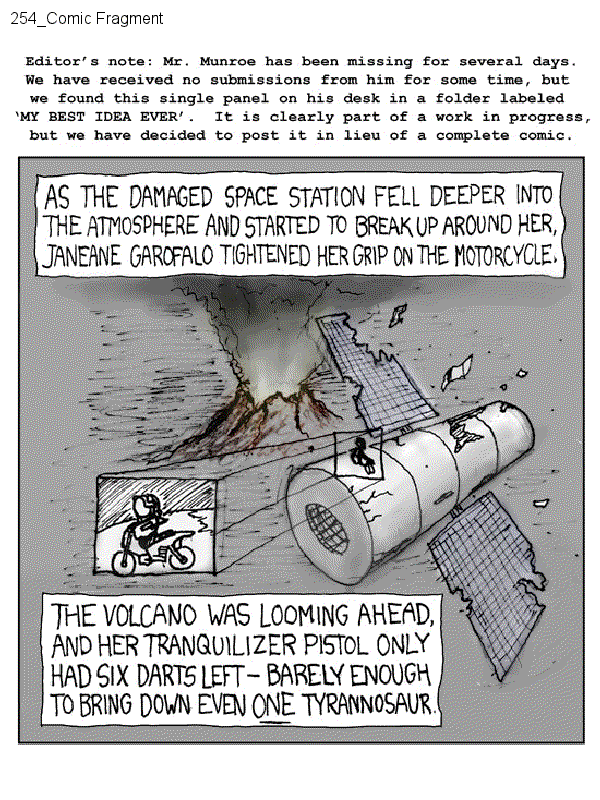 254_Comic Fragment
Editor's note: Mr. Munroe has been missing for several days.
We have received no submissions from him for some time, but
we found this single panel on his desk in a folder labeled
'MY BEST IDEA EVER'. It is clearly part of a work in progress,
but we have decided to post it in lieu of a complete comic.
AS THE DAMAGED SPACE STATION FELL DEEPER INTO
THE ATMOSPHERE AND STARTED TO BREAK UP AROUND HER,
JANEANE GAROFALO TIGHTENED HER GRIP ON THE MOTORCYCLE.
THE VOLCANO WAS LOOMING AHEAD,
AND HER TRANQUILIZER PISTOL ONLY
HAD SIX DARTS LEFT – BARELY ENOUGH
TO BRING DOWN EVEN ONE TYRANNOSAUR.